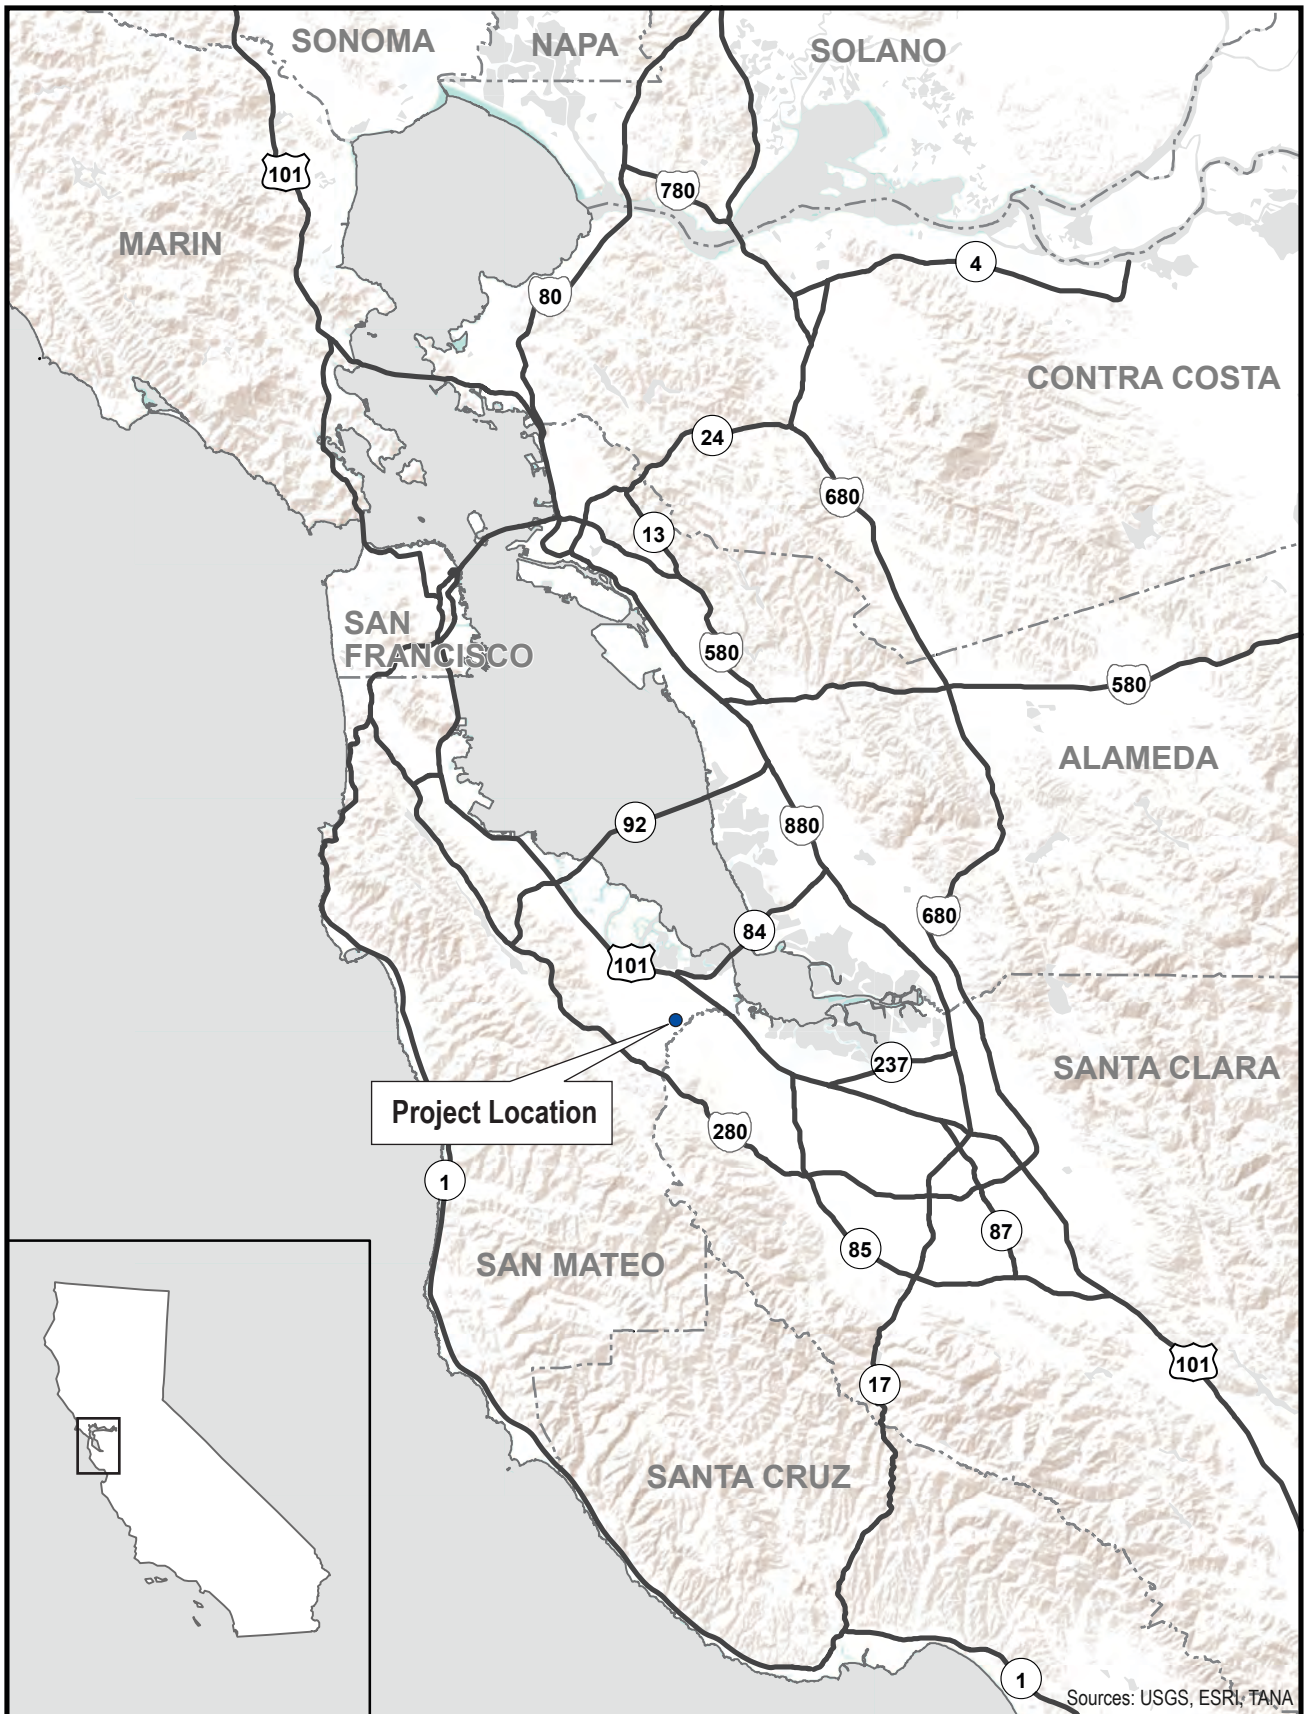 SONOMA
NAPA
SOLANO
101
780
MARIN
4
80
CONTRA COSTA
24
680
13
SAN
FRANCISCO
580
580
ALAMEDA
92
880
680
84
101
237
SANTA CLARA
Project Location
280
1
87
85
SAN MATEO
101
17
SANTA CRUZ
1
Sources: USGS, ESRI, TANA